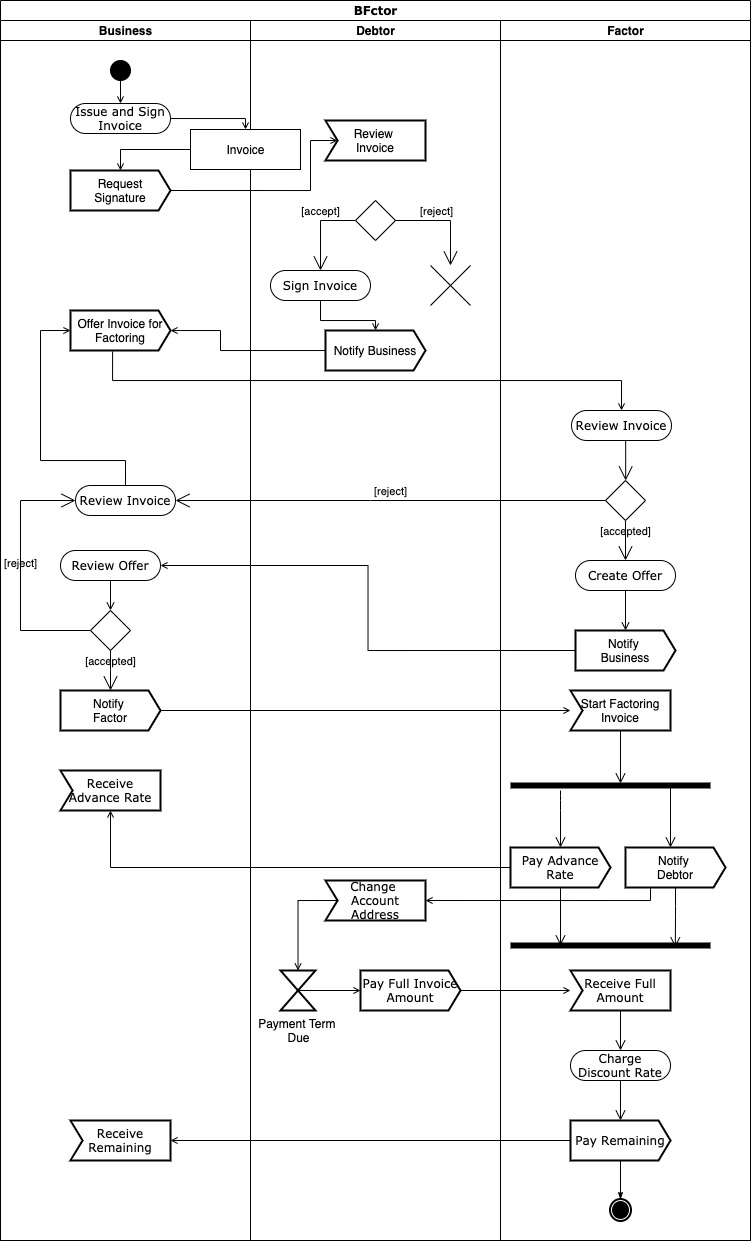 BFctor
Business
Debtor
Factor
Issue and Sign
Invoice
Invoice
Review
Invoice
Request
Signature
[accept]
[reject]
Sign Invoice
Offer Invoice for
Factoring
Notify Business
Review Invoice
[reject]
Review Invoice
[accepted]
[reject]
Review Offer
Create Offer
Notify
Business
[accepted]
Notify
Factor
Start Factoring
Invoice
Receive
Advance Rate
Pay Advance
Rate
Notify
Debtor
Change
Account
Address
Pay Full Invoice
Amount
Receive Full
Amount
Payment Term
Due
Charge
Discount Rate
Receive
Remaining
Pay Remaining